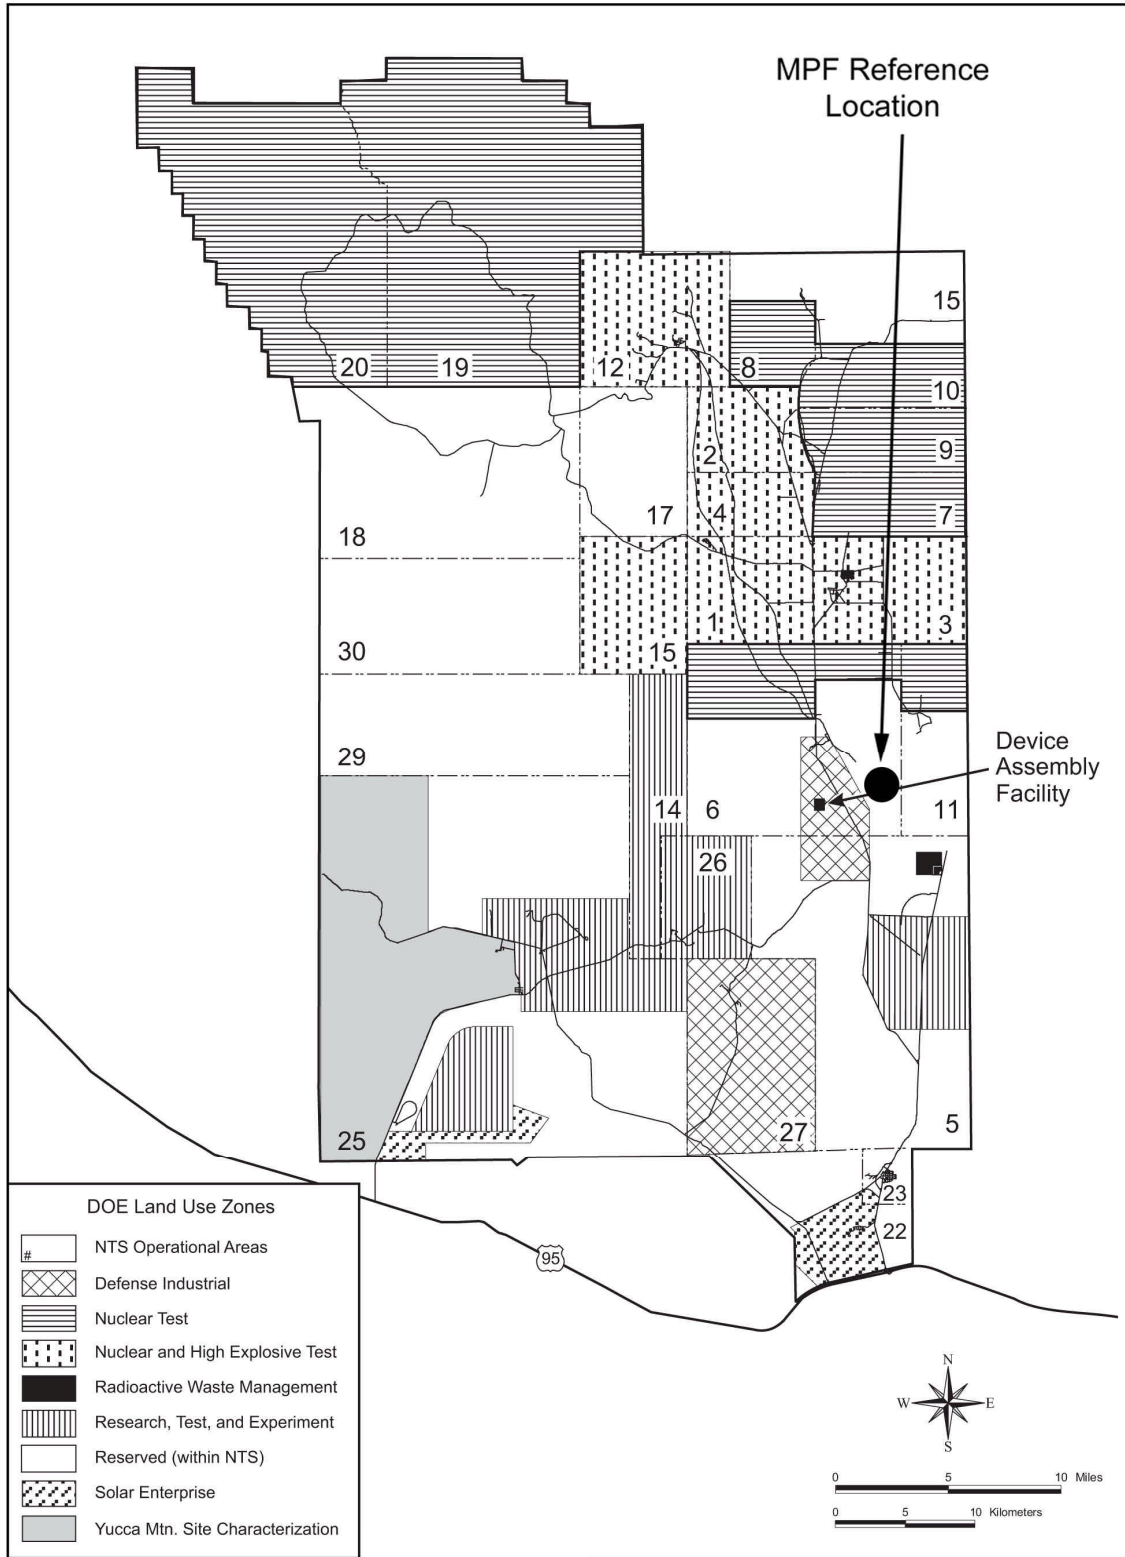 MPF Reference
Location
15
20
19
12
8
10
9
2
17
4
7
18
1
3
30
15
29
Device
Assembly
Facility
14
6
11
26
25
27
5
23
22
95
DOE Land Use Zones
# NTS Operational Areas
Defense Industrial
Nuclear Test
Nuclear and High Explosive Test
Radioactive Waste Management
Research, Test, and Experiment
Reserved (within NTS)
Solar Enterprise
Yucca Mtn. Site Characterization
N
W E
S
0 5 10 Miles
0 5 10 Kilometers